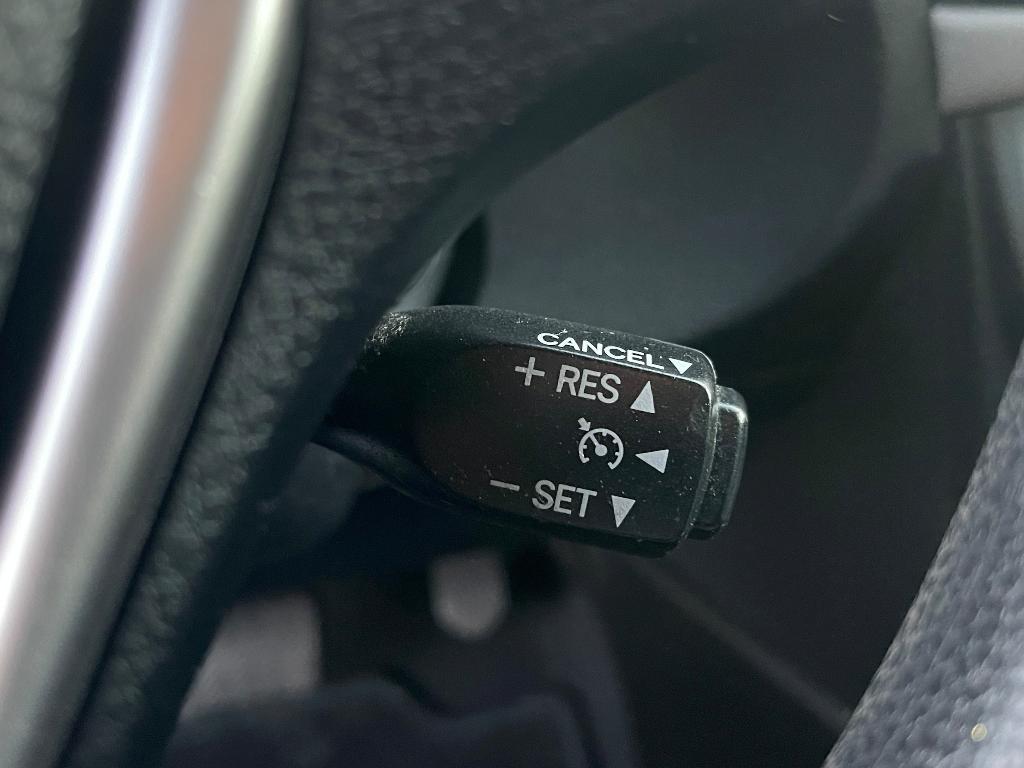 CANCEL ▼
+ RES ▲
◀
- SET ▼